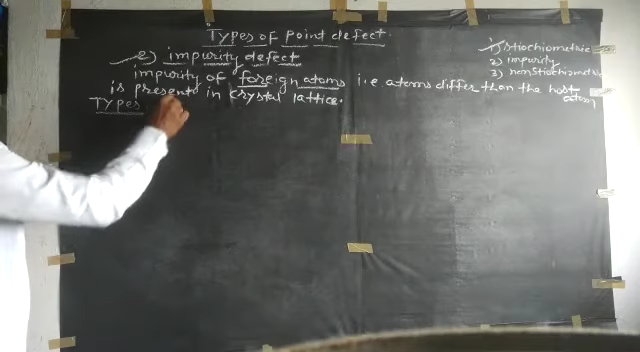 Types of point defect.
1) stiochiometric
2) impurity
3) nonstiochiometric
e) impurity defect
impurity of foreign atoms i.e atoms differ than the host atom
is present in crystal lattice.
Types